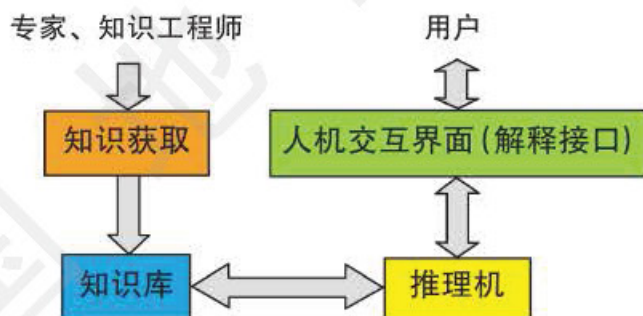 专家、知识工程师
用户
知识获取
人机交互界面(解释接口)
知识库
推理机